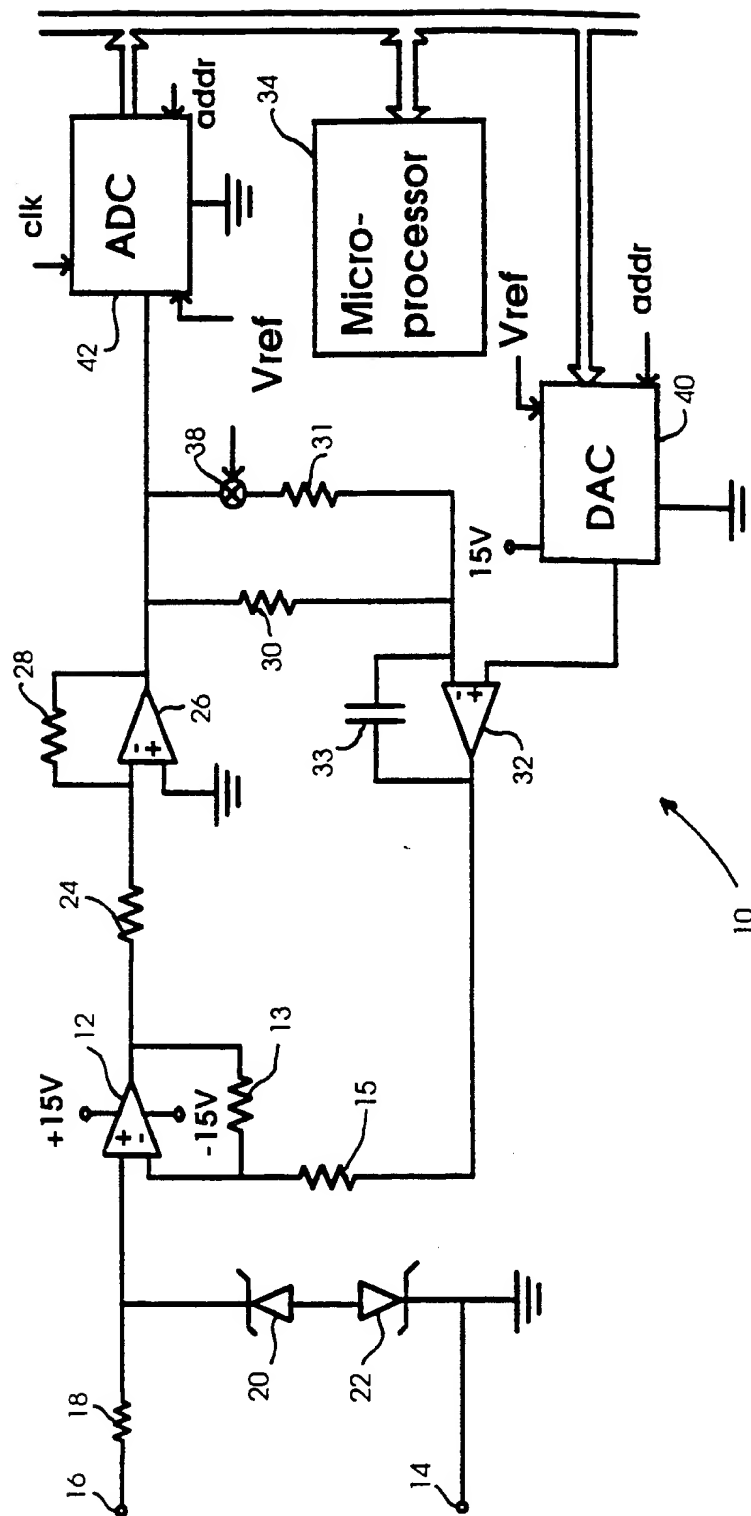 clk
ADC
addr
42
Vref
34
Micro-
processor
38
31
30
28
26
15V
Vref
addr
40
DAC
33
32
24
+15V
12
-15V
13
15
18
16
20
22
14
10
+
-
-
+
-
+